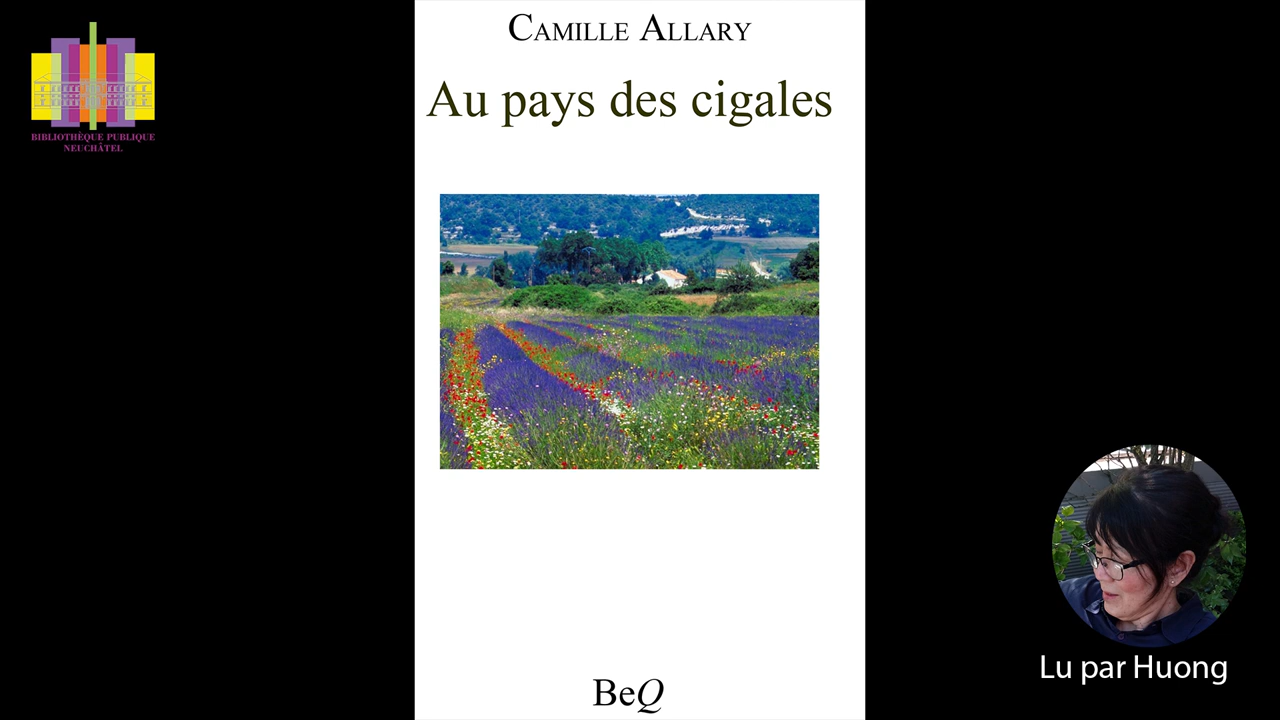 BIBLIOTHÈQUE PUBLIQUE
NEUCHÂTEL
CAMILLE ALLARY
Au pays des cigales
BeQ
Lu par Huong